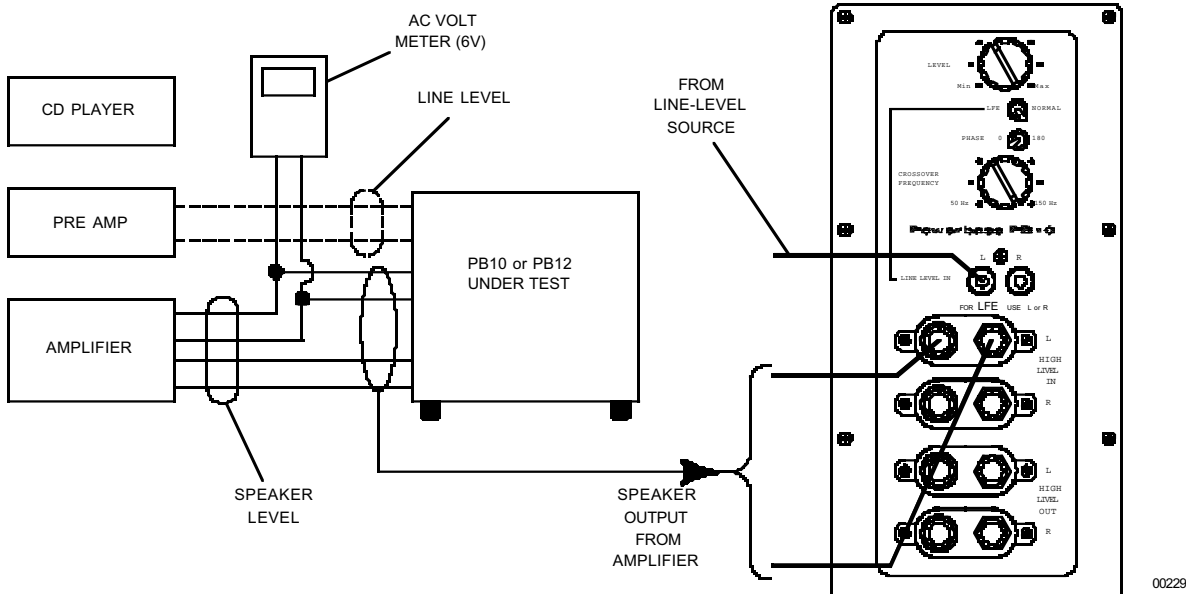 AC VOLT
METER (6V)
CD PLAYER
LINE LEVEL
PRE AMP
PB10 or PB12
UNDER TEST
AMPLIFIER
SPEAKER
LEVEL
FROM
LINE-LEVEL
SOURCE
SPEAKER
OUTPUT
FROM
AMPLIFIER
LEVEL
Min Max
LFE NORMAL
PHASE 0 180
CROSSOVER
FREQUENCY
50 Hz 150 Hz
L R
LINE LEVEL IN
FOR LFE USE L or R
L
HIGH
LEVEL
IN
R
L
HIGH
LEVEL
OUT
R
00229